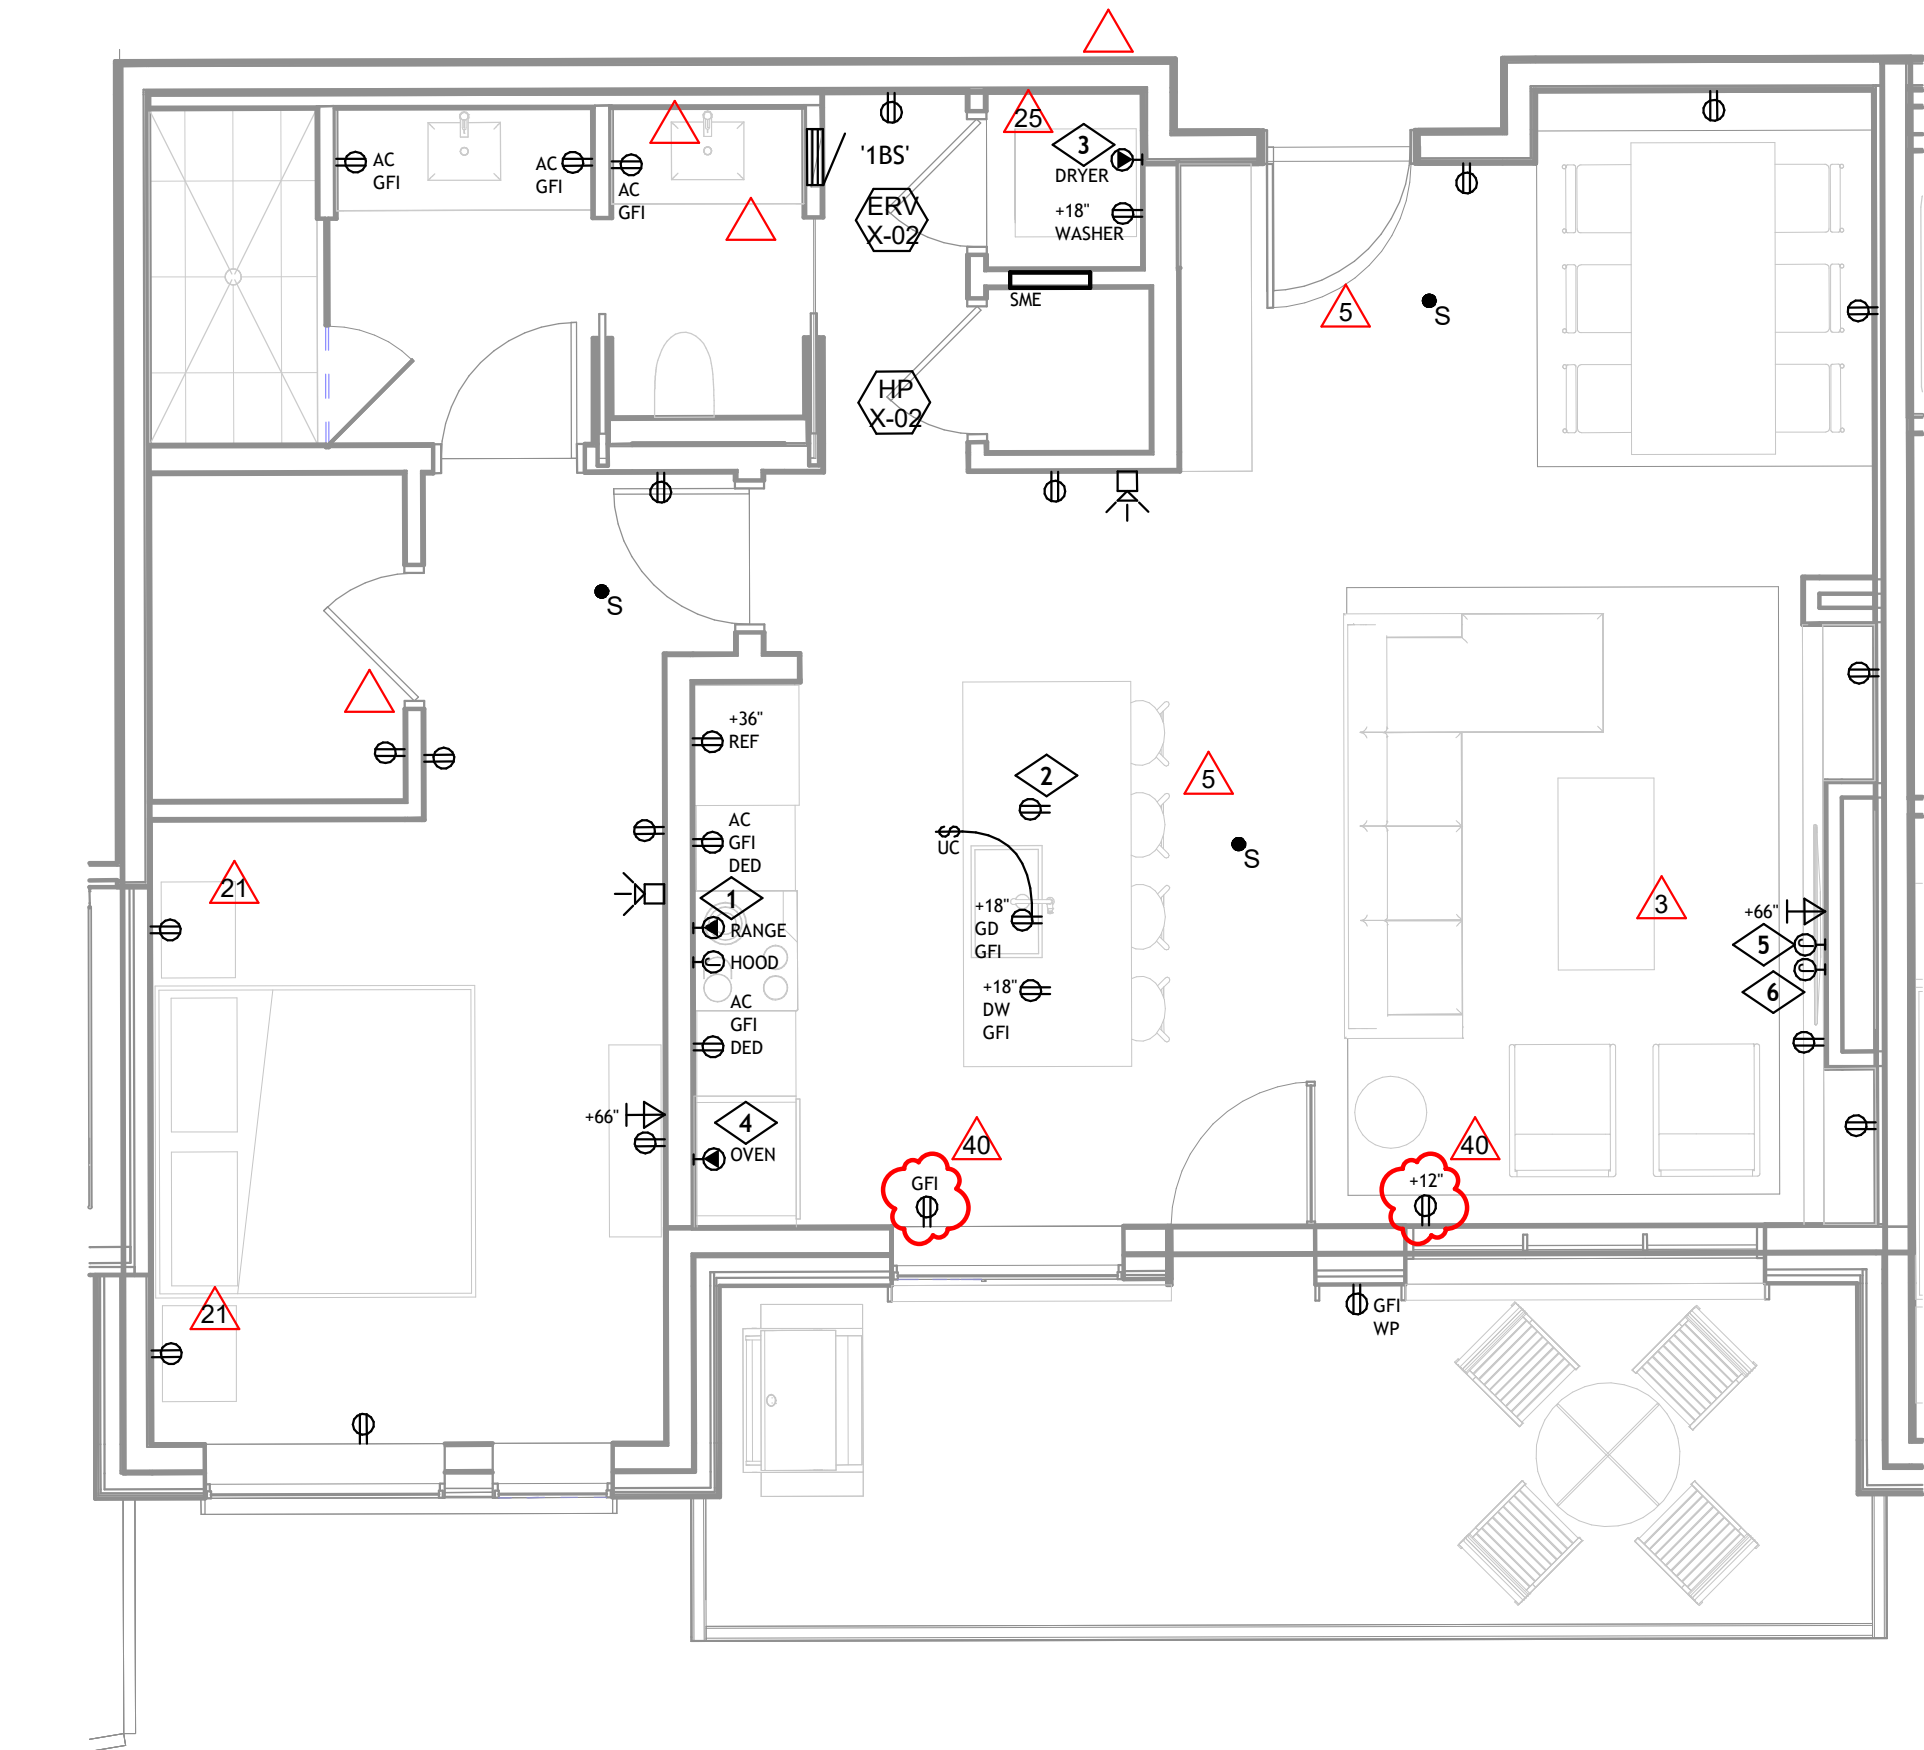 25
3
DRYER
AC
GFI
AC
GFI
AC
GFI
'1BS'
ERV
X-02
+18"
WASHER
SME
5
S
HP
X-02
S
+36"
REF
AC
GFI
DED
2
5
S
UC
S
21
1
RANGE
HOOD
+18"
GD
GFI
3
+66"
5
J
J
6
AC
GFI
DED
+18"
DW
GFI
+66"
4
OVEN
40
GFI
40
+12"
21
GFI
WP